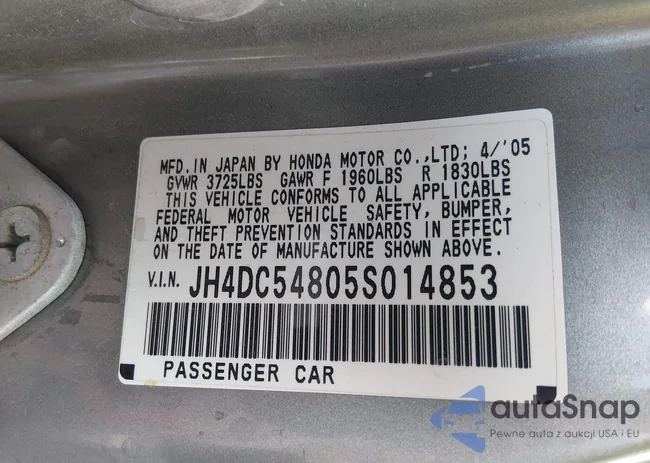 MFD. IN JAPAN BY HONDA MOTOR CO.,LTD; 4/'05
GVWR 3725LBS GAWR F 1960LBS R 1830LBS
THIS VEHICLE CONFORMS TO ALL APPLICABLE
FEDERAL MOTOR VEHICLE SAFETY, BUMPER,
AND THEFT PREVENTION STANDARDS IN EFFECT
ON THE DATE OF MANUFACTURE SHOWN ABOVE.
V.I.N. JH4DC54805S014853
PASSENGER CAR
autoSnap
Pewne auta z aukcji USA i EU